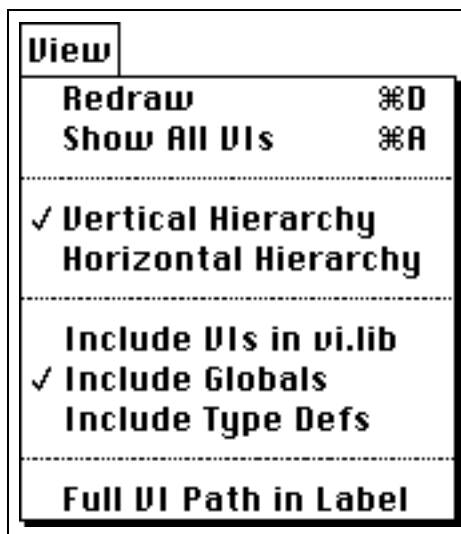 View
Redraw ⌘D
Show All VIs ⌘A
✓ Vertical Hierarchy
Horizontal Hierarchy
Include VIs in vi.lib
✓ Include Globals
Include Type Defs
Full VI Path in Label